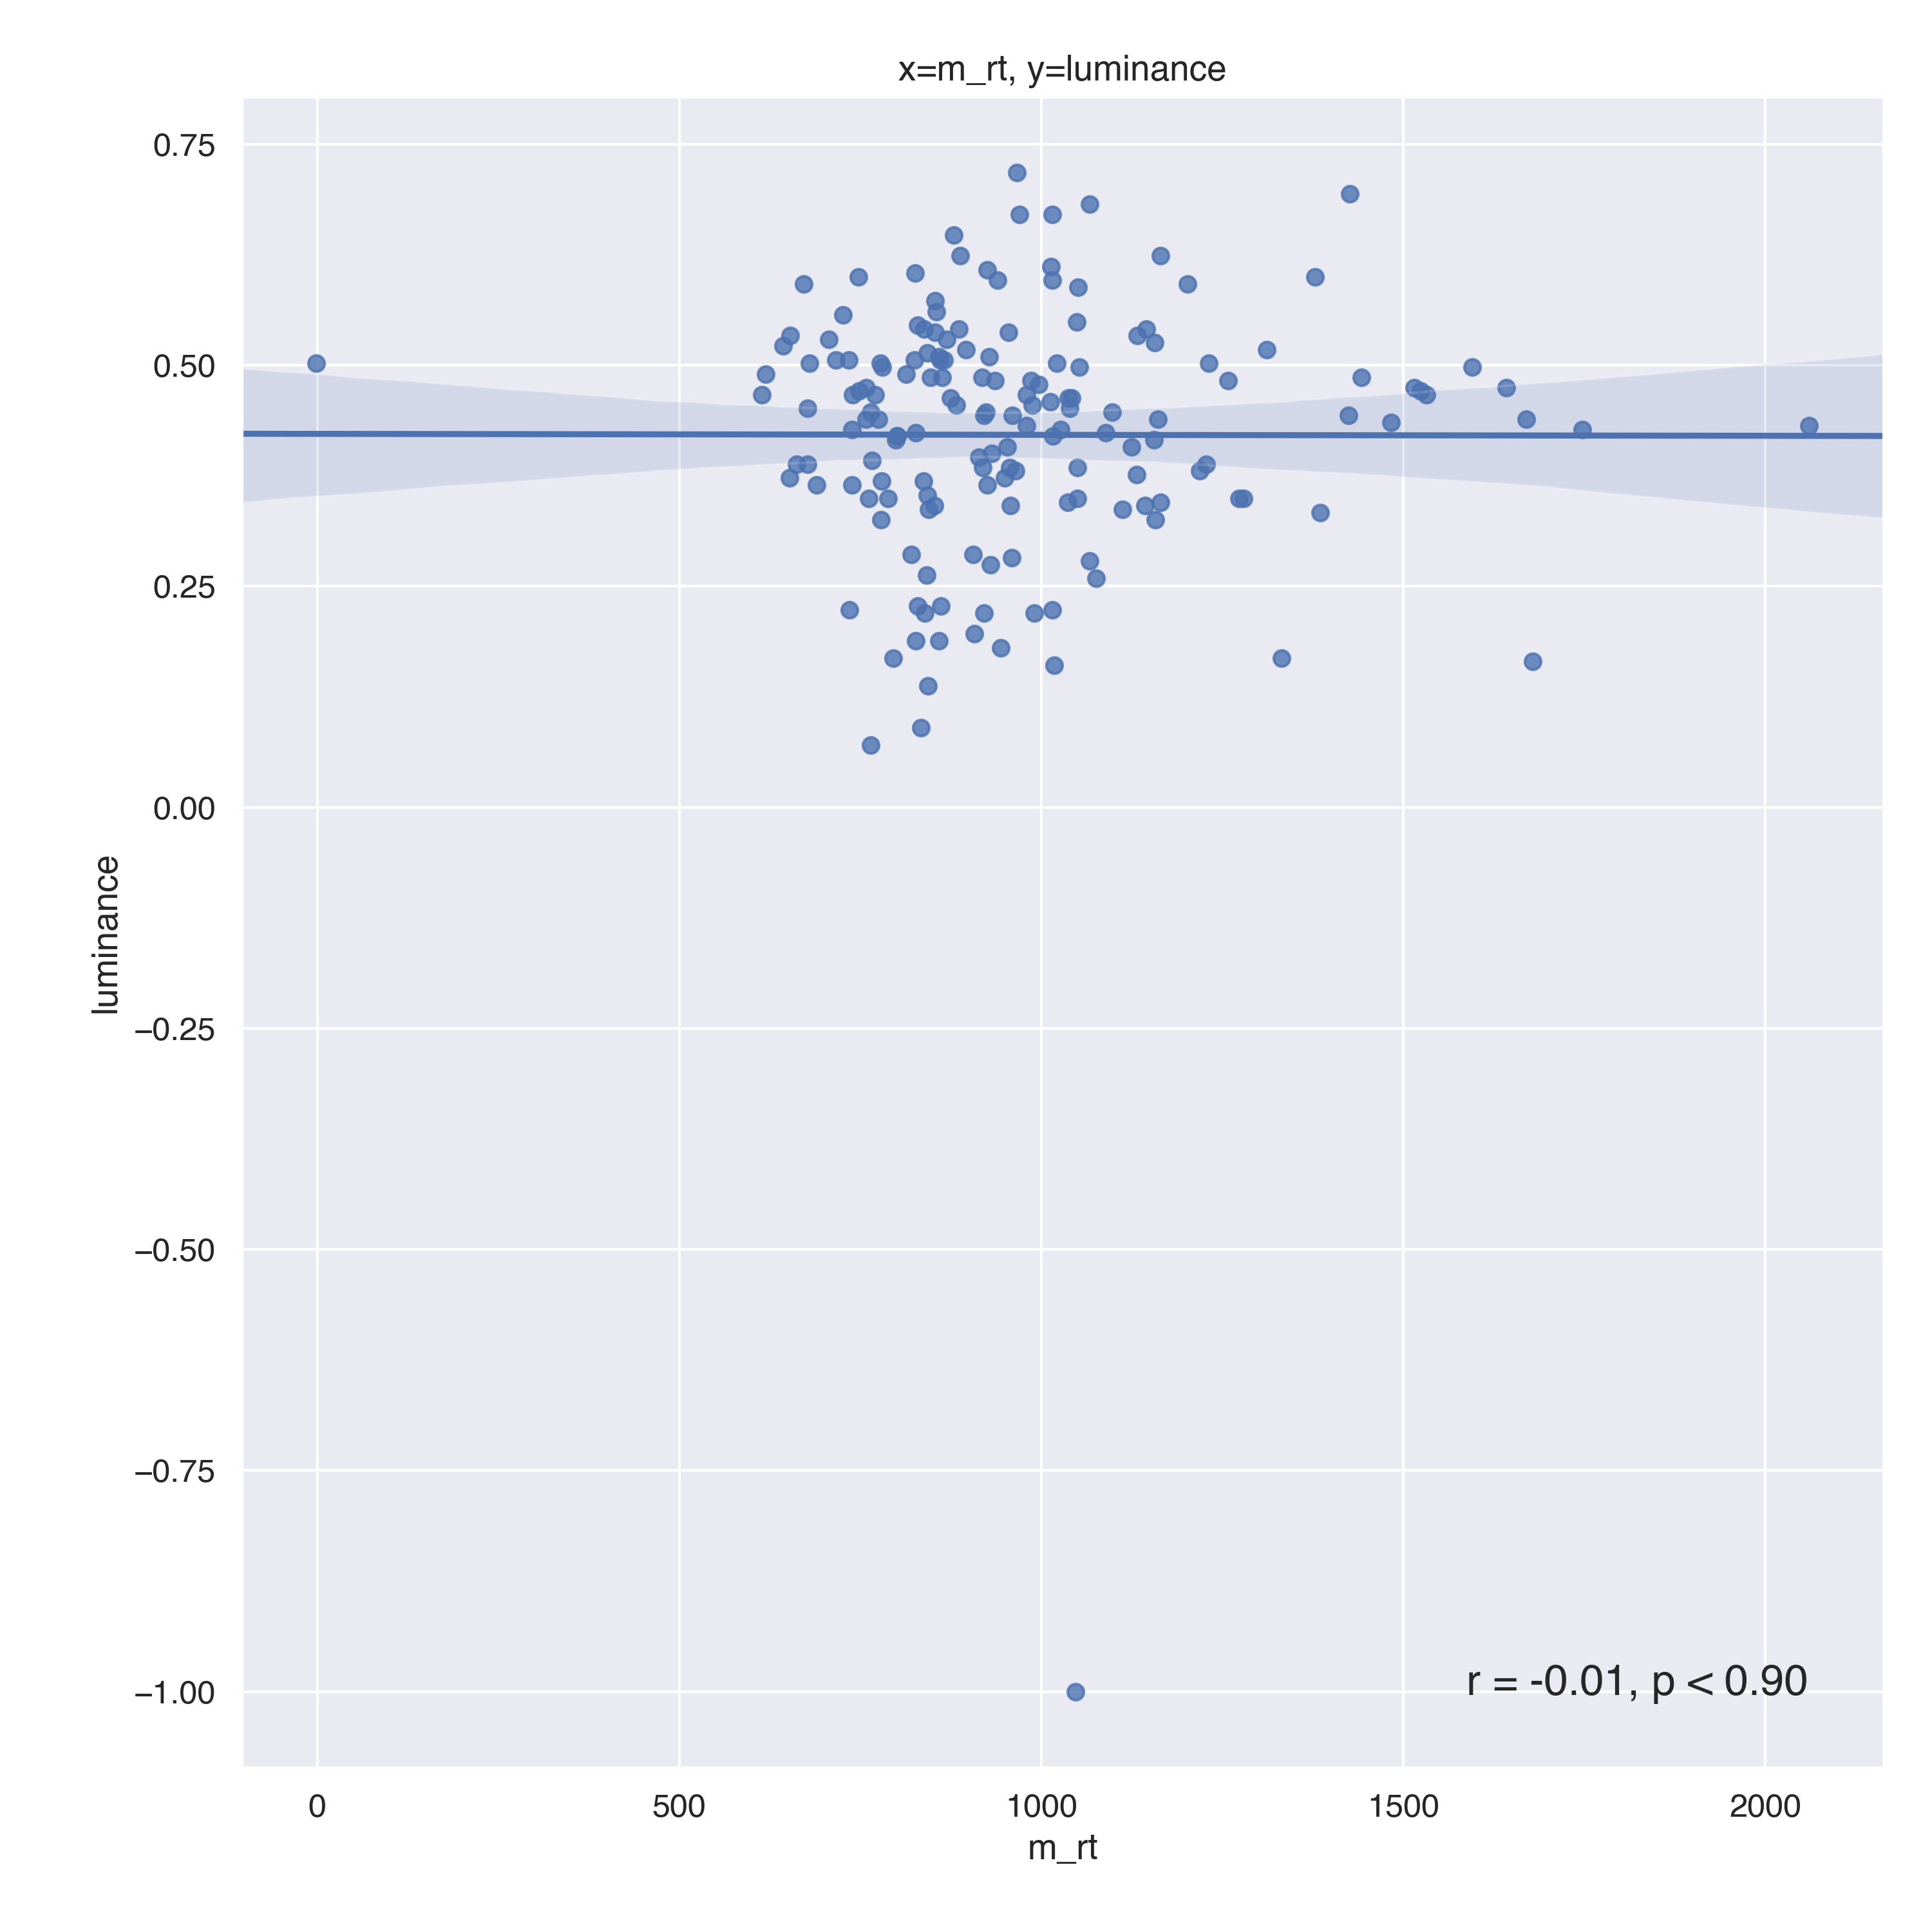 x=m_rt, y=luminance
0.75
0.50
0.25
0.00
−0.25
−0.50
−0.75
−1.00
luminance
r = -0.01, p < 0.90
0 500 1000 1500 2000
m_rt